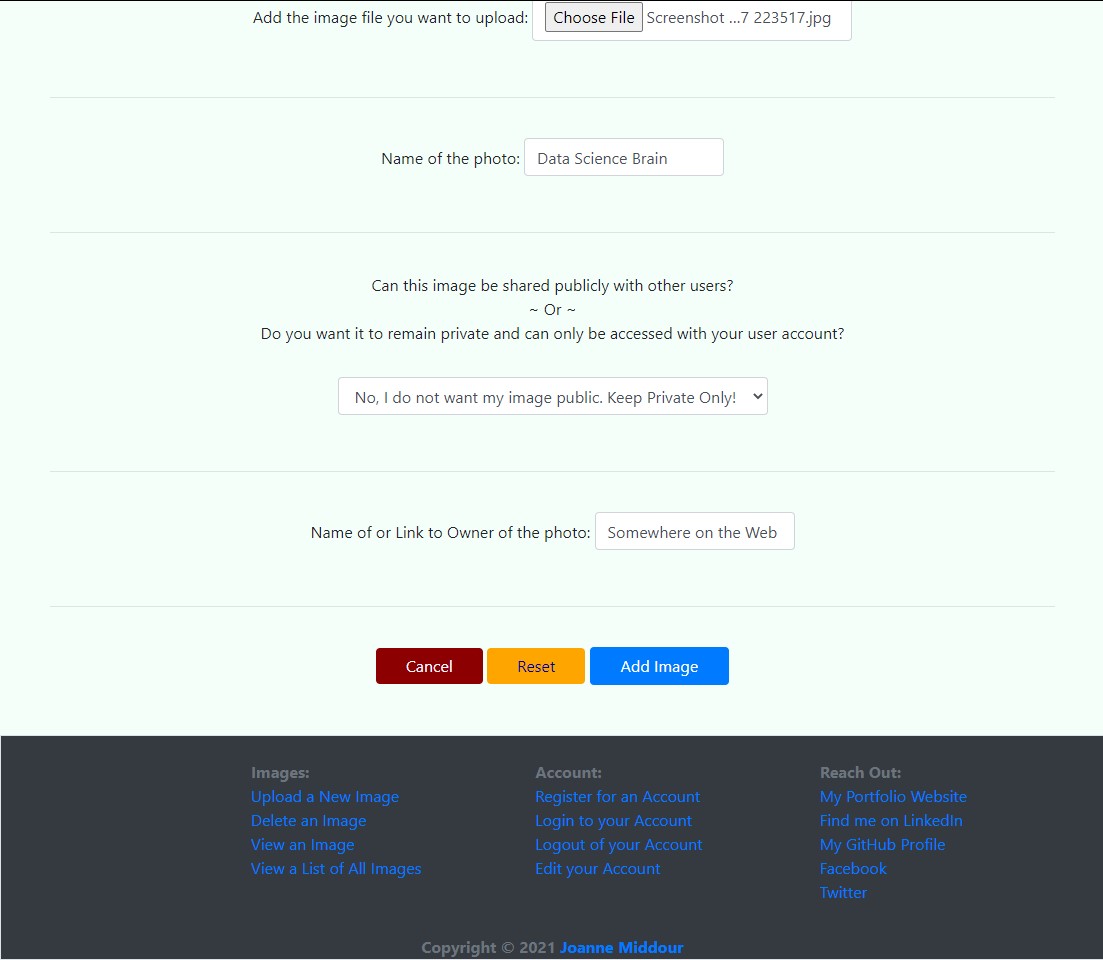 Add the image file you want to upload: Choose File Screenshot ...7 223517.jpg
Name of the photo: Data Science Brain
Can this image be shared publicly with other users?
~ Or ~
Do you want it to remain private and can only be accessed with your user account?
No, I do not want my image public. Keep Private Only!
Name of or Link to Owner of the photo: Somewhere on the Web
Cancel Reset Add Image
Images: Account: Reach Out:
Upload a New Image Register for an Account My Portfolio Website
Delete an Image Login to your Account Find me on LinkedIn
View an Image Logout of your Account My GitHub Profile
View a List of All Images Edit your Account Facebook
Twitter
Copyright © 2021 Joanne Middour